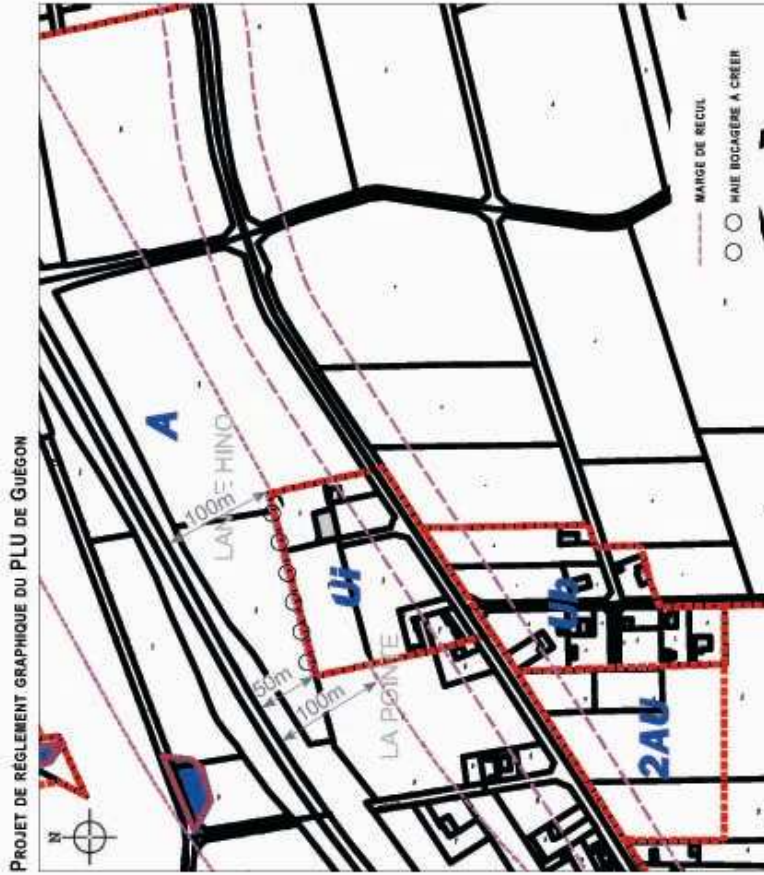 PROJET DE RÈGLEMENT GRAPHIQUE DU PLU DE GUÉGON
N
A
100m
HINO
Ui
50m
100m
LA POINTE
Ub
2AU
MARGE DE RECUL
HAIE BOCAGÈRE A CRÉER